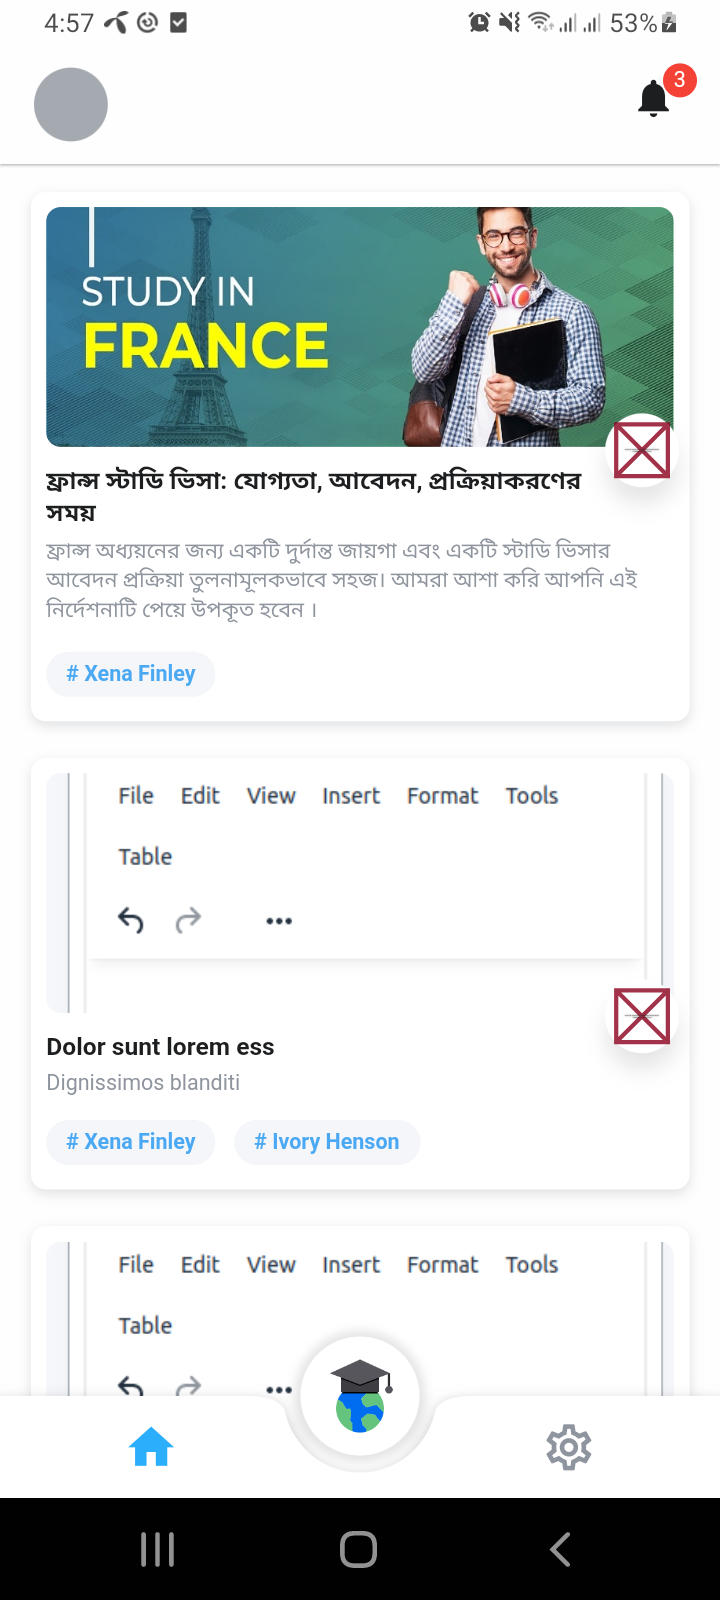 4:57
53%
3
STUDY IN
FRANCE
ফ্রান্স স্টাডি ভিসা: যোগ্যতা, আবেদন, প্রক্রিয়াকরণের
সময়
ফ্রান্স অধ্যয়নের জন্য একটি দুর্দান্ত জায়গা এবং একটি স্টাডি ভিসার
আবেদন প্রক্রিয়া তুলনামূলকভাবে সহজ। আমরা আশা করি আপনি এই
নির্দেশনাটি পেয়ে উপকৃত হবেন ।
# Xena Finley
File Edit View Insert Format Tools
Table
Dolor sunt lorem ess
Dignissimos blanditi
# Xena Finley # Ivory Henson
File Edit View Insert Format Tools
Table